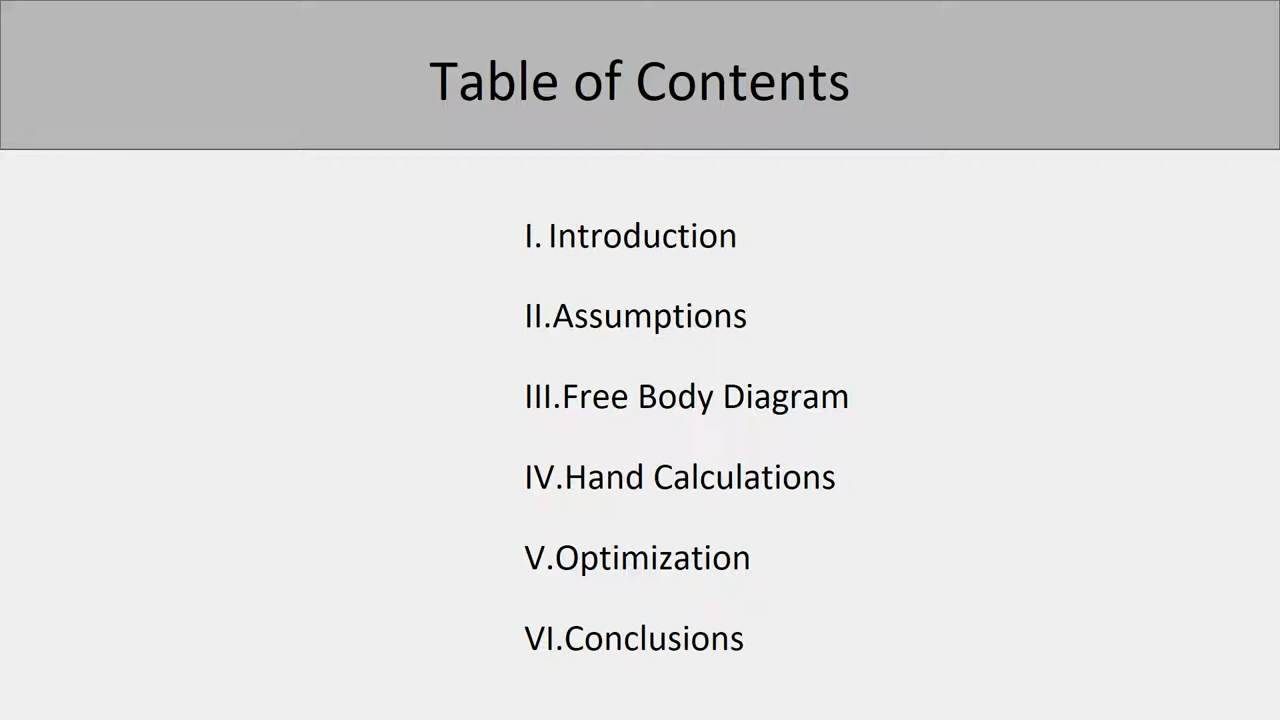 Table of Contents
I. Introduction
II.Assumptions
III.Free Body Diagram
IV.Hand Calculations
V.Optimization
VI.Conclusions